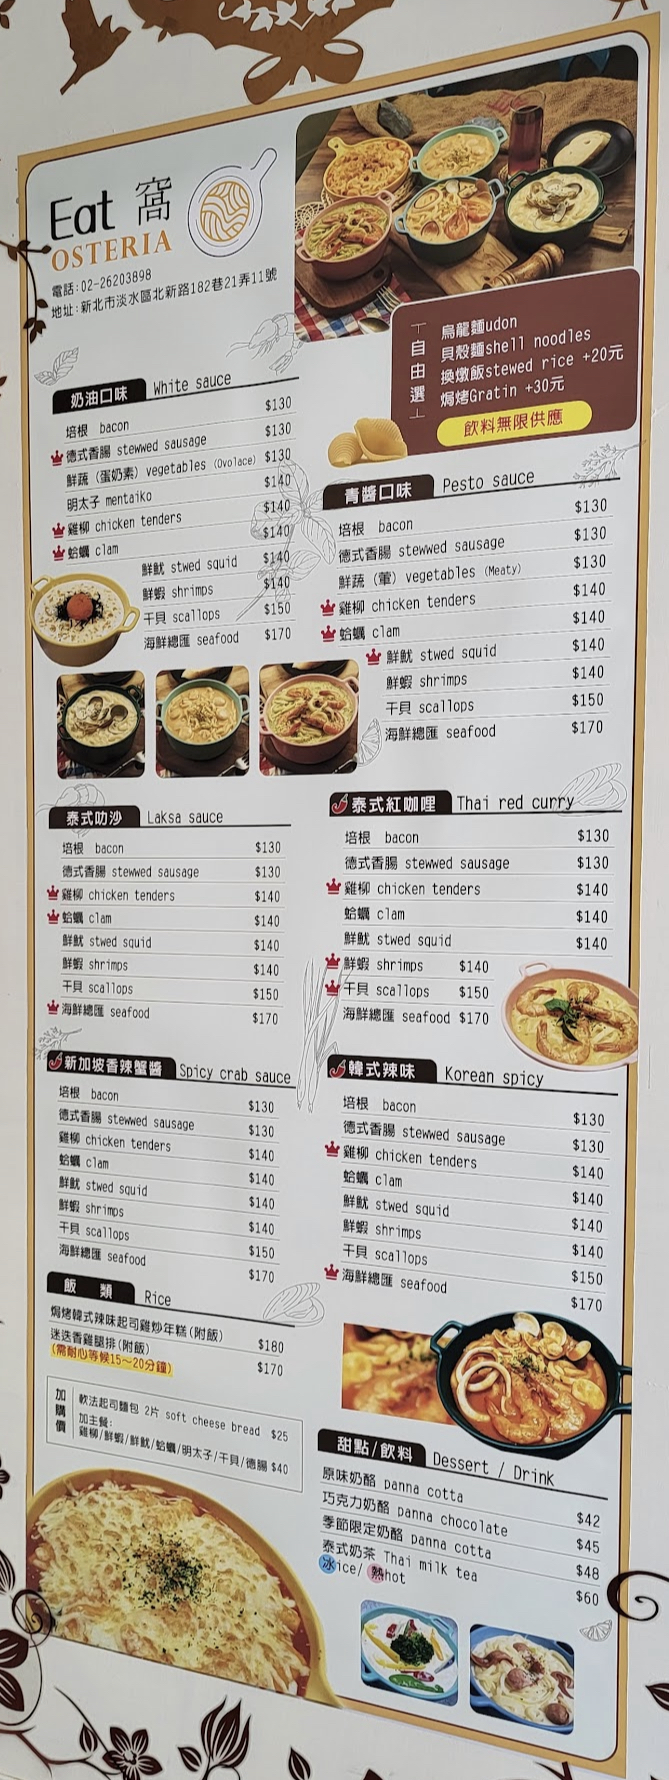 Eat 窩
OSTERIA
電話:02-26203898
地址:新北市淡水區北新路182巷21弄11號
自由選
烏龍麵udon
貝殼麵shell noodles
換燉飯stewed rice +20元
焗烤Gratin +30元
飲料無限供應
奶油口味 White sauce
培根 bacon $130
德式香腸 stewwed sausage $130
鮮蔬 (蛋奶素) vegetables (Ovolace) $130
明太子 mentaiko $140
雞柳 chicken tenders $140
蛤蠣 clam $140
鮮魷 stwed squid $140
鮮蝦 shrimps $140
干貝 scallops $150
海鮮總匯 seafood $170
青醬口味 Pesto sauce
培根 bacon $130
德式香腸 stewwed sausage $130
鮮蔬 (葷) vegetables (Meaty) $130
雞柳 chicken tenders $140
蛤蠣 clam $140
鮮魷 stwed squid $140
鮮蝦 shrimps $140
干貝 scallops $150
海鮮總匯 seafood $170
泰式叻沙 Laksa sauce
培根 bacon $130
德式香腸 stewwed sausage $130
雞柳 chicken tenders $140
蛤蠣 clam $140
鮮魷 stwed squid $140
鮮蝦 shrimps $140
干貝 scallops $150
海鮮總匯 seafood $170
泰式紅咖哩 Thai red curry
培根 bacon $130
德式香腸 stewwed sausage $130
雞柳 chicken tenders $140
蛤蠣 clam $140
鮮魷 stwed squid $140
鮮蝦 shrimps $140
干貝 scallops $150
海鮮總匯 seafood $170
新加坡香辣蟹醬 Spicy crab sauce
培根 bacon $130
德式香腸 stewwed sausage $130
雞柳 chicken tenders $140
蛤蠣 clam $140
鮮魷 stwed squid $140
鮮蝦 shrimps $140
干貝 scallops $150
海鮮總匯 seafood $170
韓式辣味 Korean spicy
培根 bacon $130
德式香腸 stewwed sausage $130
雞柳 chicken tenders $140
蛤蠣 clam $140
鮮魷 stwed squid $140
鮮蝦 shrimps $140
干貝 scallops $150
海鮮總匯 seafood $170
飯 類 Rice
焗烤韓式辣味起司雞炒年糕(附飯) $180
迷迭香雞腿排(附飯) $170
(需耐心等候15~20分鐘)
加購價
軟法起司麵包 2片 soft cheese bread $25
加主餐:
雞柳/鮮蝦/鮮魷/蛤蠣/明太子/干貝/德腸 $40
甜點/飲料 Dessert / Drink
原味奶酪 panna cotta $42
巧克力奶酪 panna chocolate $45
季節限定奶酪 panna cotta $48
泰式奶茶 Thai milk tea $60
冰ice/ 熱hot